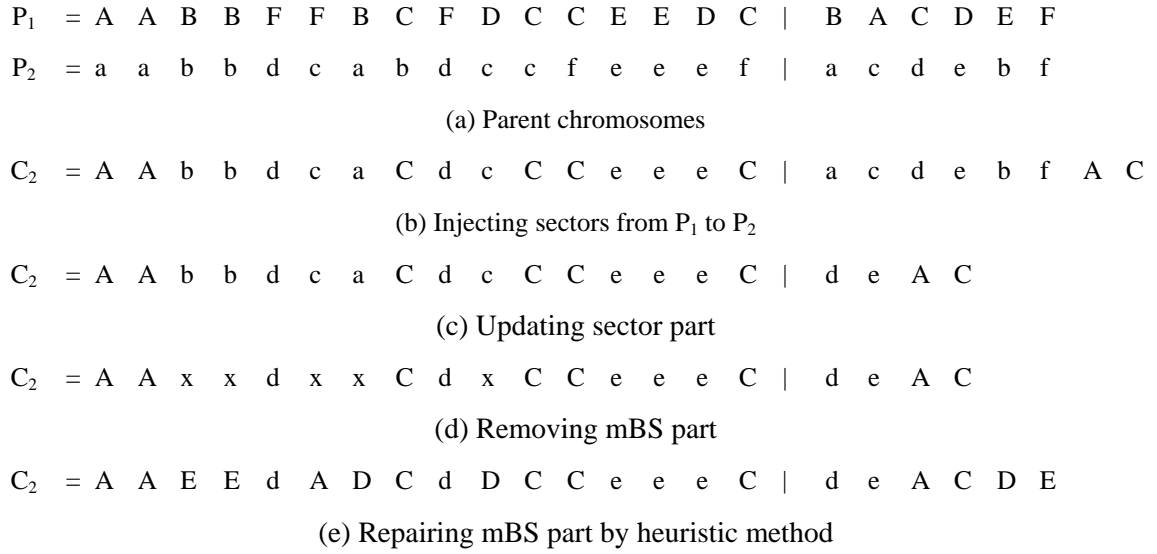 P₁ = A A B B F F B C F D C C E E D C | B A C D E F
P₂ = a a b b d c a b d c c f e e e f | a c d e b f
(a) Parent chromosomes
C₂ = A A b b d c a C d c C C e e e C | a c d e b f A C
(b) Injecting sectors from P₁ to P₂
C₂ = A A b b d c a C d c C C e e e C | d e A C
(c) Updating sector part
C₂ = A A x x d x x C d x C C e e e C | d e A C
(d) Removing mBS part
C₂ = A A E E d A D C d D C C e e e C | d e A C D E
(e) Repairing mBS part by heuristic method